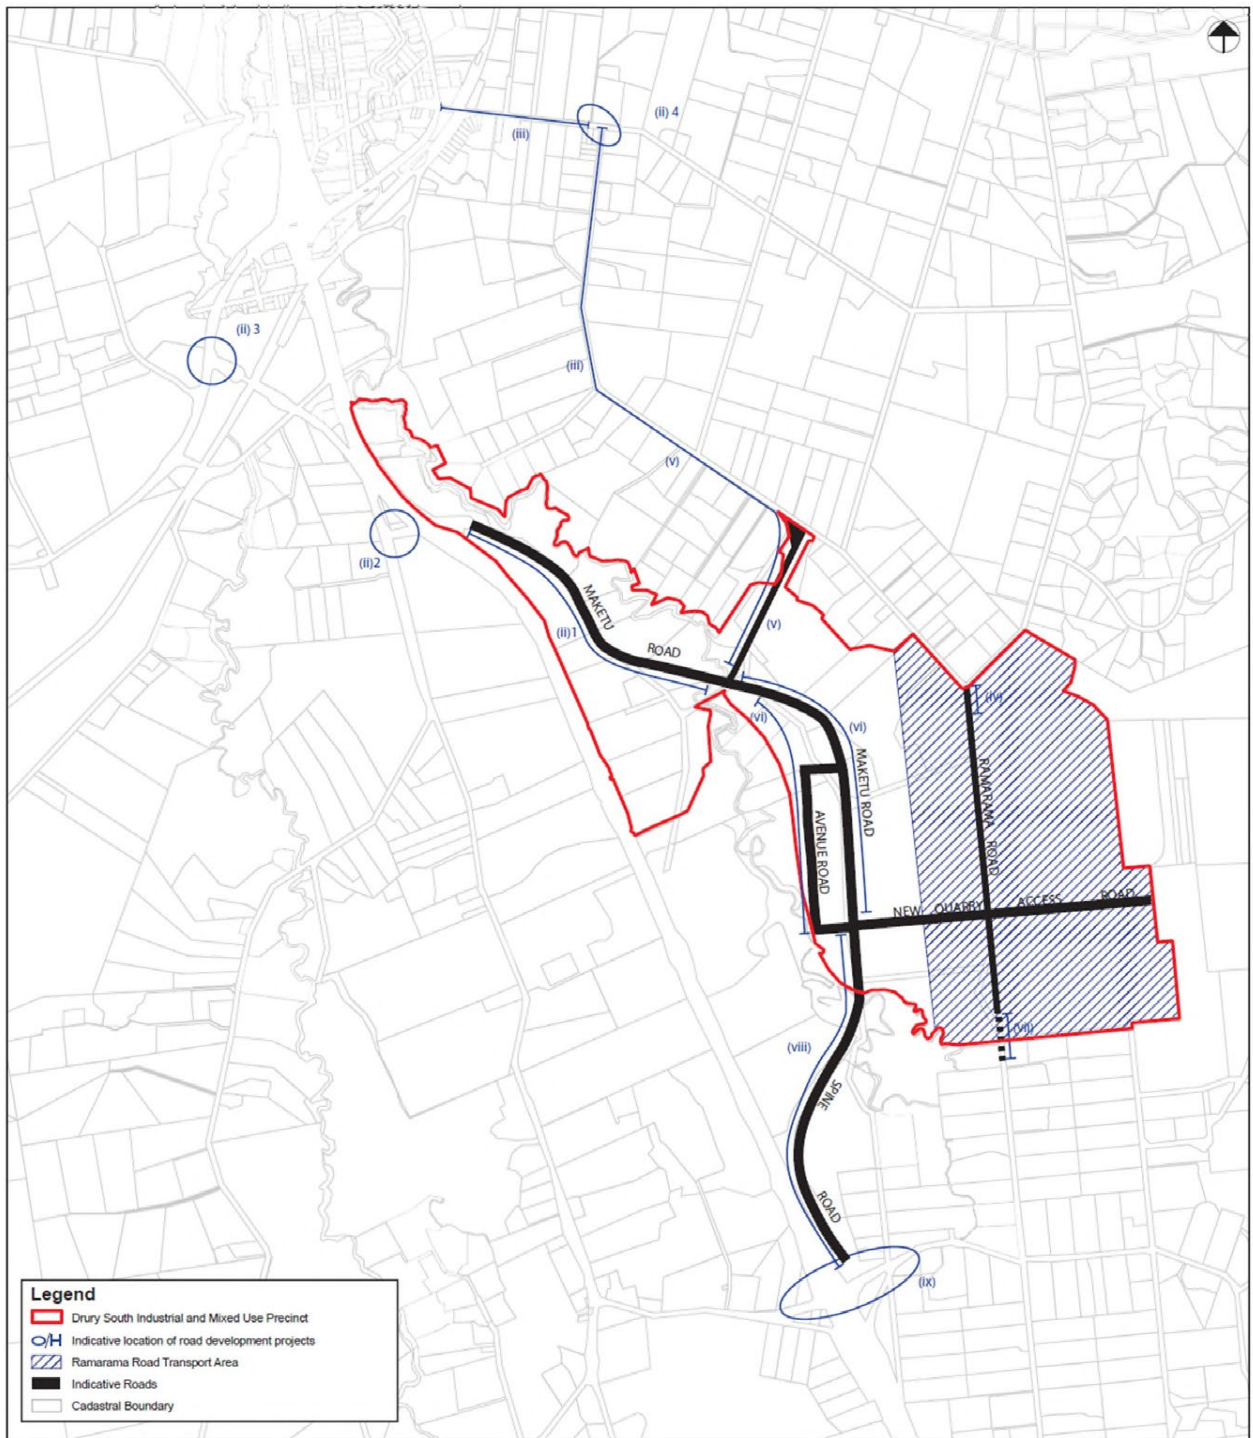 (iii)
(ii) 4
(ii) 3
(iii)
(v)
(ii)2
MAKETU
(ii)1
ROAD
(v)
(vi)
(vi)
(iv)
MAKETU ROAD
RAMARAMA ROAD
AVENUE ROAD
NEW QUARRY ACCESS ROAD
(vii)
(viii)
SPINE
ROAD
(ix)
Legend
Drury South Industrial and Mixed Use Precinct
O/H Indicative location of road development projects
Ramarama Road Transport Area
Indicative Roads
Cadastral Boundary